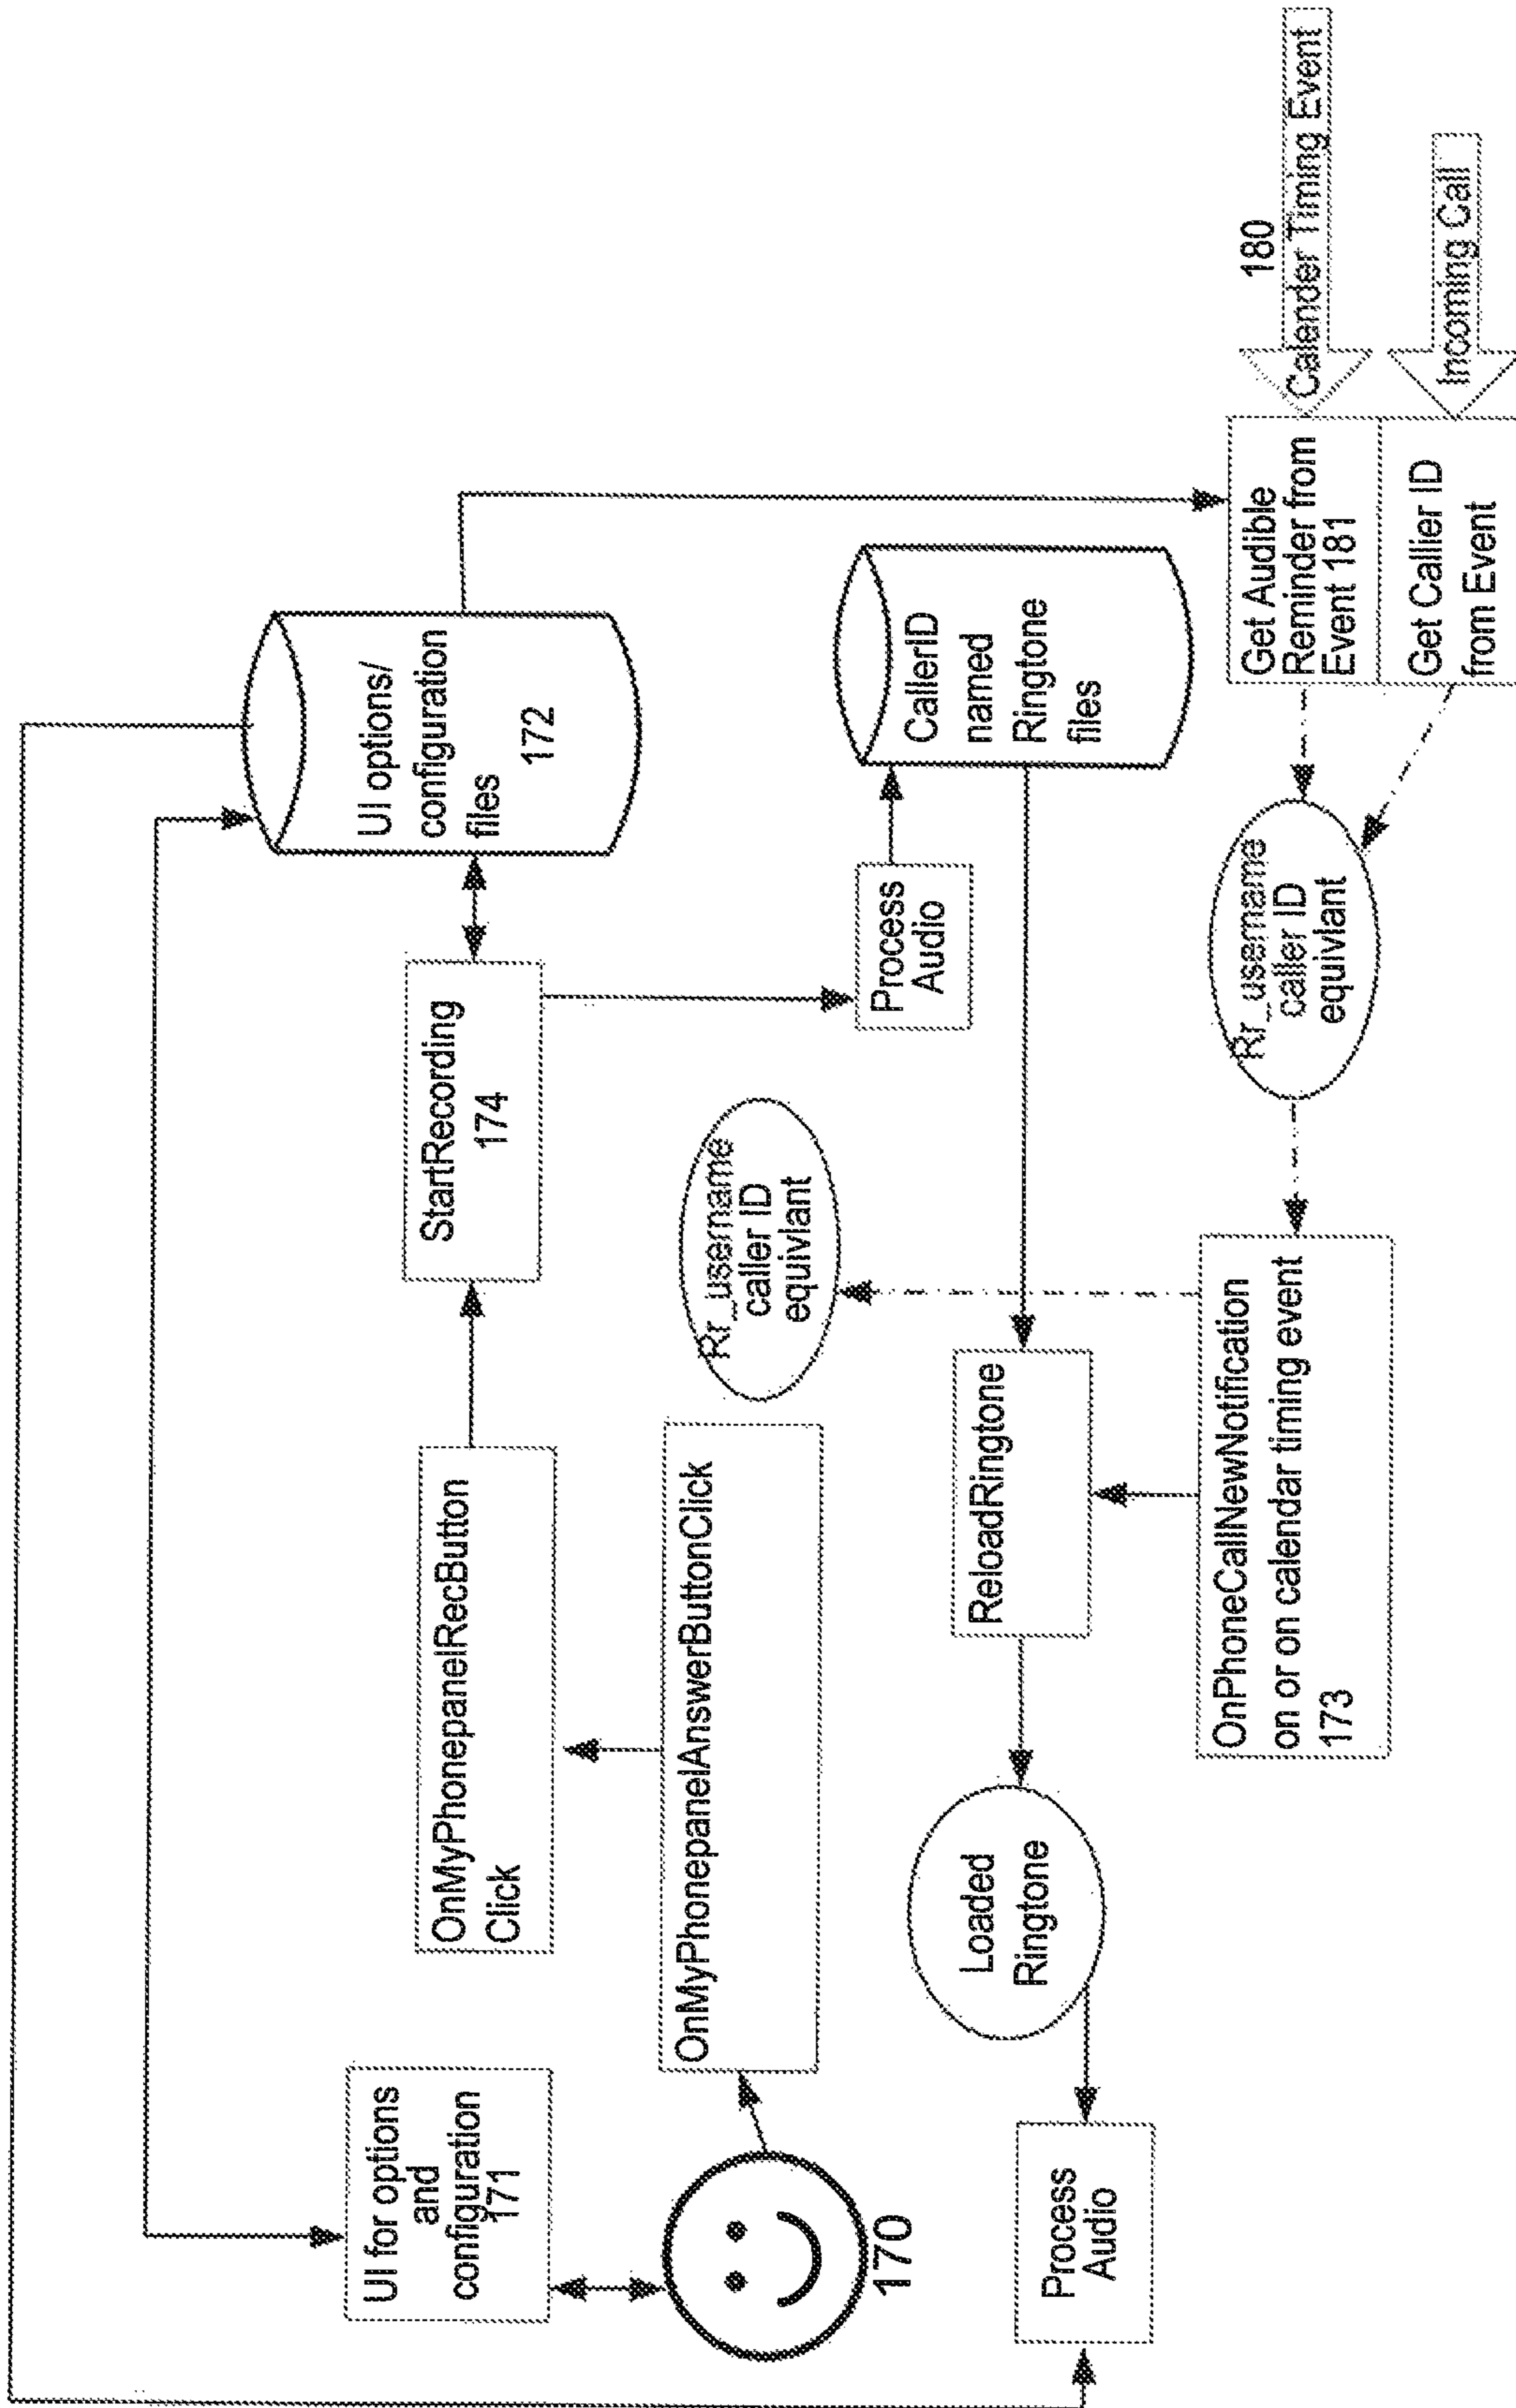 UI for options
and
configuration
171
170
OnMyPhonepanelRecButton
Click
OnMyPhonepanelAnswerButtonClick
StartRecording
174
UI options/
configuration
files
172
Rr_username
caller ID
equivlant
Process
Audio
CallerID
named
Ringtone
files
Process
Audio
Loaded
Ringtone
ReloadRingtone
OnPhoneCallNewNotification
on or on calendar timing event
173
Rr_username
caller ID
equivlant
Get Audible
Reminder from
Event 181
Get Callier ID
from Event
180
Calender Timing Event
Incoming Call